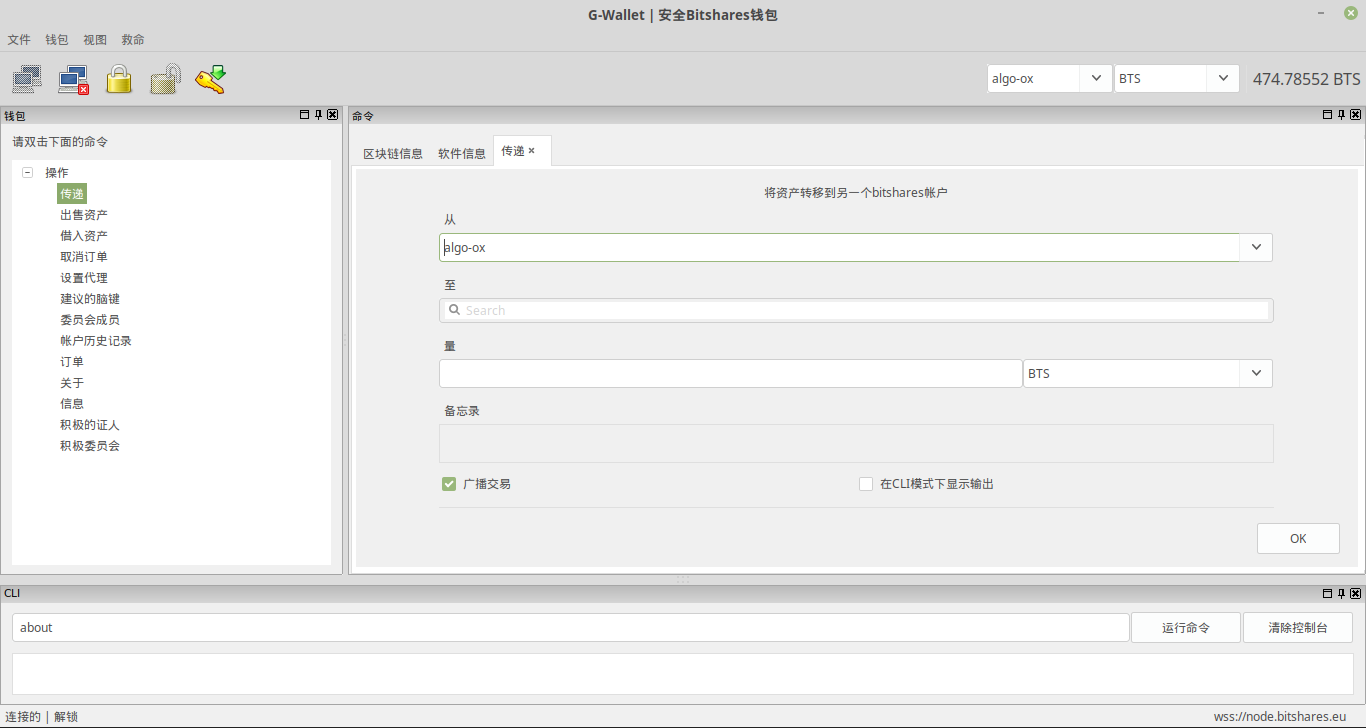 G-Wallet | 安全Bitshares钱包
文件 钱包 视图 救命
algo-ox BTS 474.78552 BTS
钱包
请双击下面的命令
操作
传递
出售资产
借入资产
取消订单
设置代理
建议的脑键
委员会成员
帐户历史记录
订单
关于
信息
积极的证人
积极委员会
命令
区块链信息 软件信息 传递
将资产转移到另一个bitshares帐户
从
algo-ox
至
Search
量
BTS
备忘录
广播交易 在CLI模式下显示输出
OK
CLI
about 运行命令 清除控制台
连接的 | 解锁 wss://node.bitshares.eu